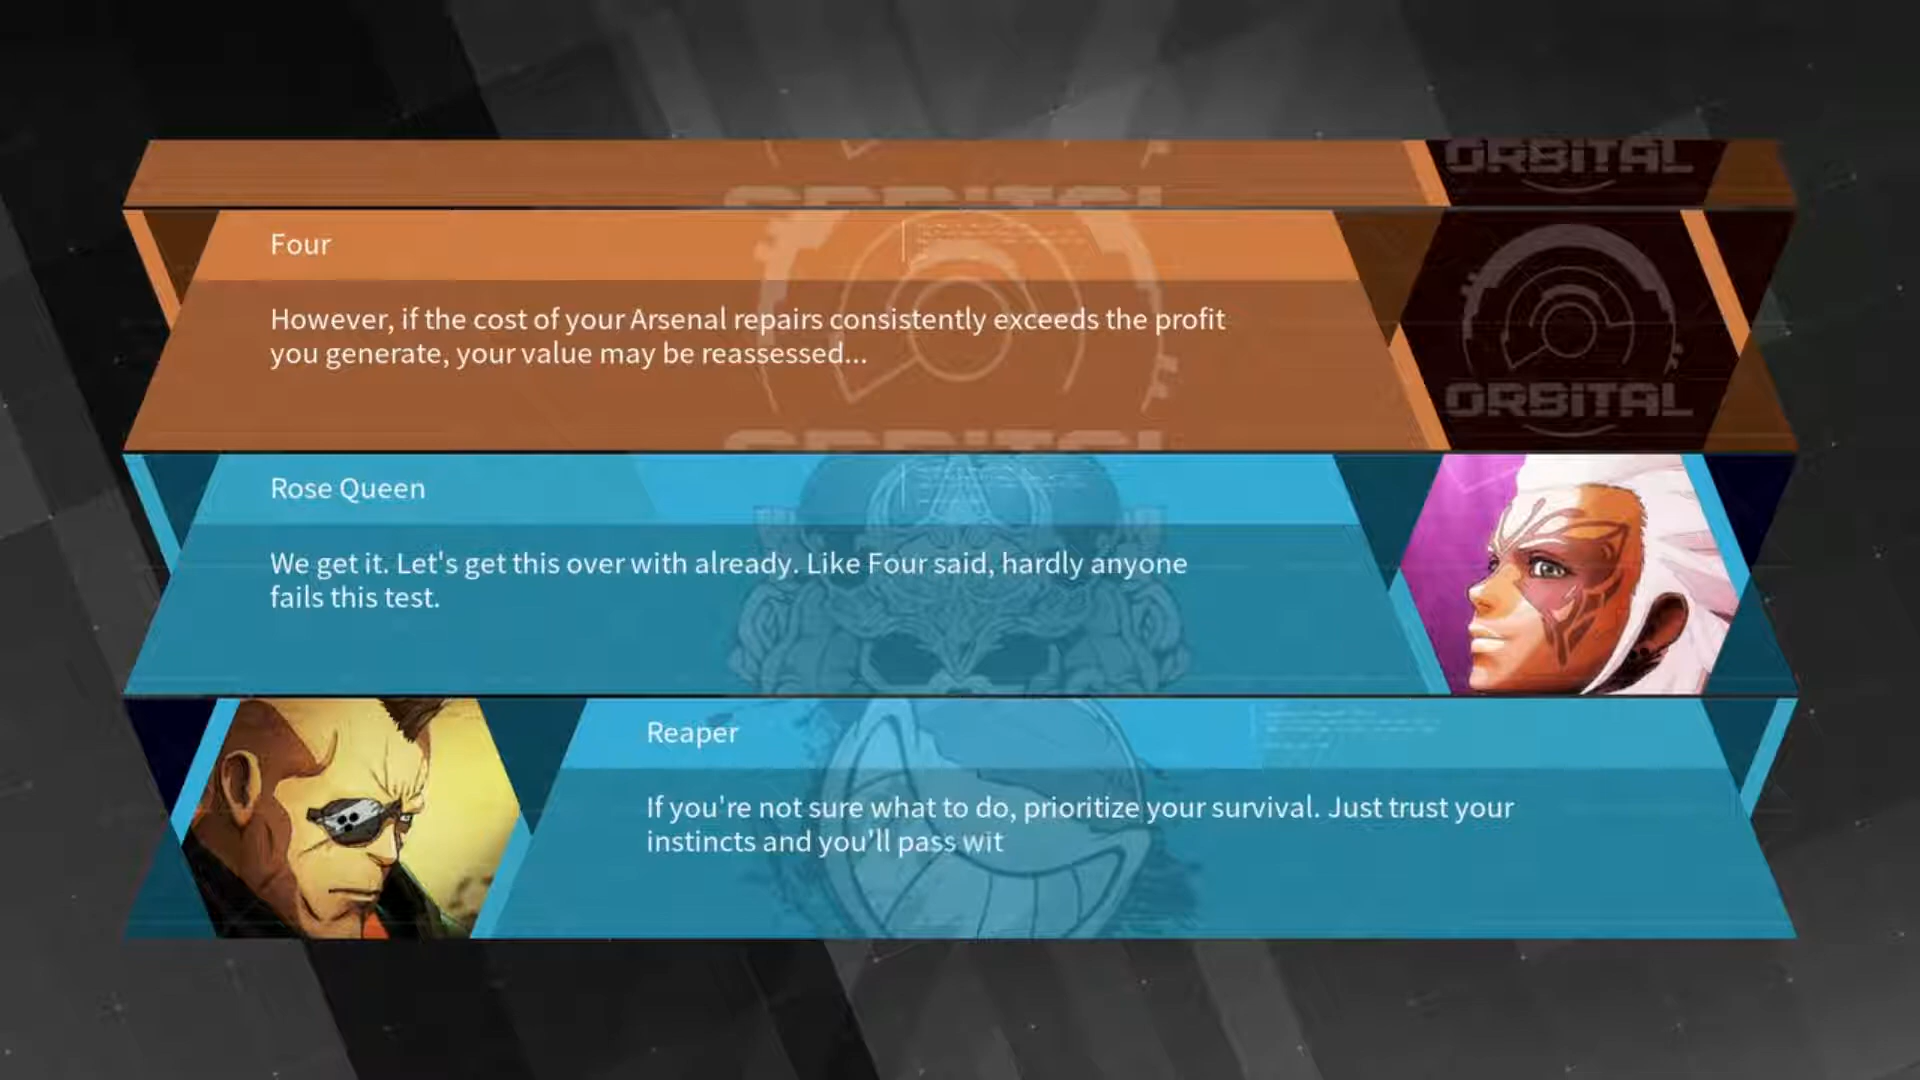 ORBITAL
Four
However, if the cost of your Arsenal repairs consistently exceeds the profit
you generate, your value may be reassessed...
ORBITAL
Rose Queen
We get it. Let's get this over with already. Like Four said, hardly anyone
fails this test.
Reaper
If you're not sure what to do, prioritize your survival. Just trust your
instincts and you'll pass wit